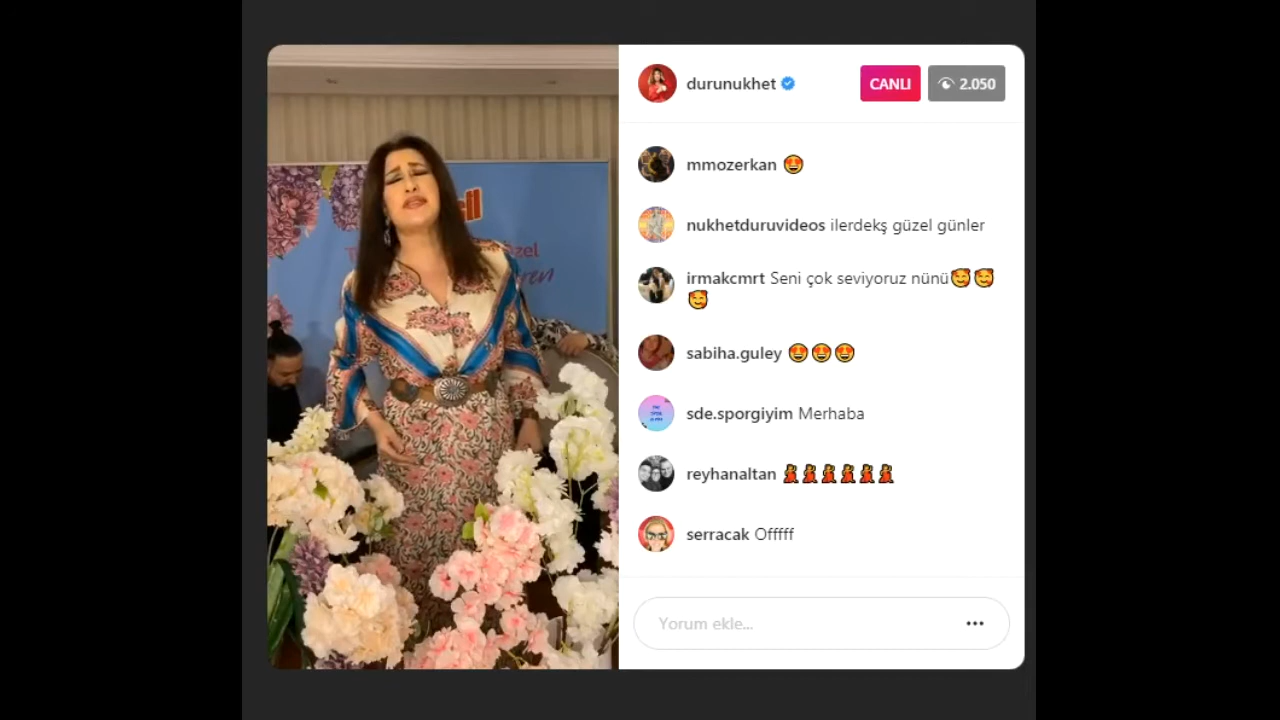 durunukhet
CANLI
2.050
mmozerkan 😍
nukhetduruvideos ilerdekş güzel günler
irmakcmrt Seni çok seviyoruz nünü🥰🥰
🥰
sabiha.guley 😍😍😍
sde.sporgiyim Merhaba
reyhanaltan 💃💃💃💃💃💃
serracak Offfff
Yorum ekle...